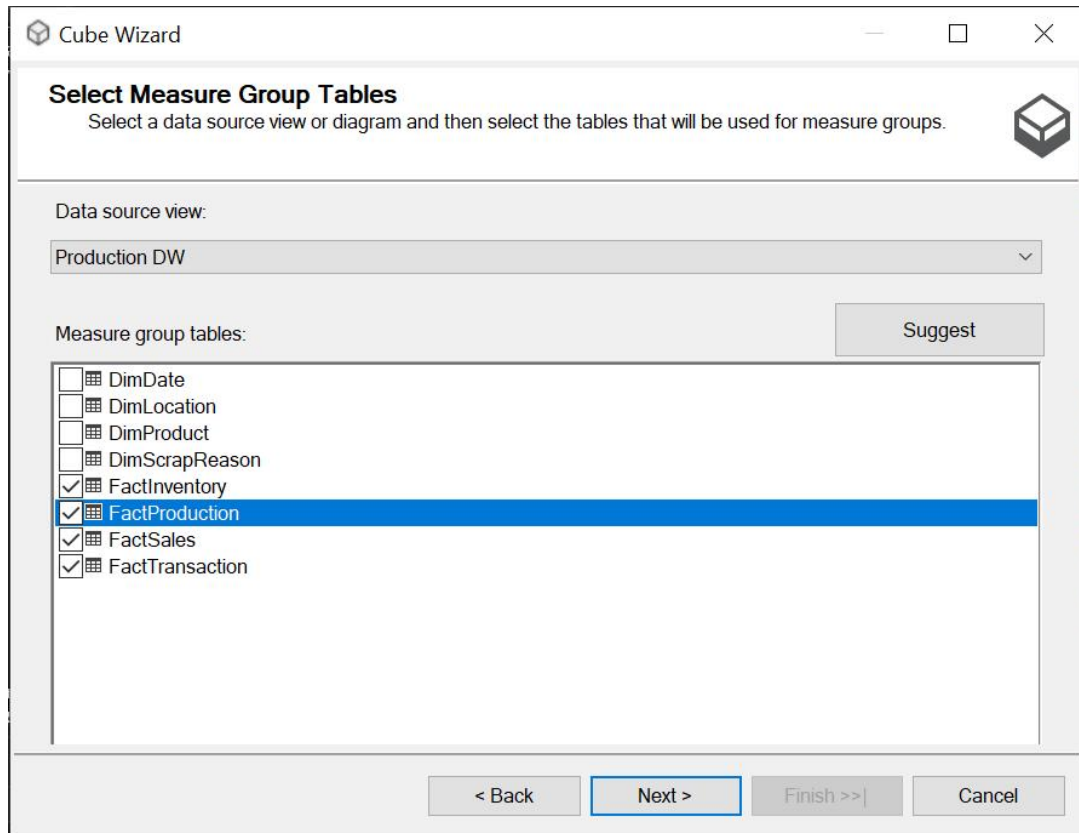 Cube Wizard
Select Measure Group Tables
Select a data source view or diagram and then select the tables that will be used for measure groups.
Data source view:
Production DW
Measure group tables:
Suggest
DimDate
DimLocation
DimProduct
DimScrapReason
FactInventory
FactProduction
FactSales
FactTransaction
< Back
Next >
Finish >>|
Cancel